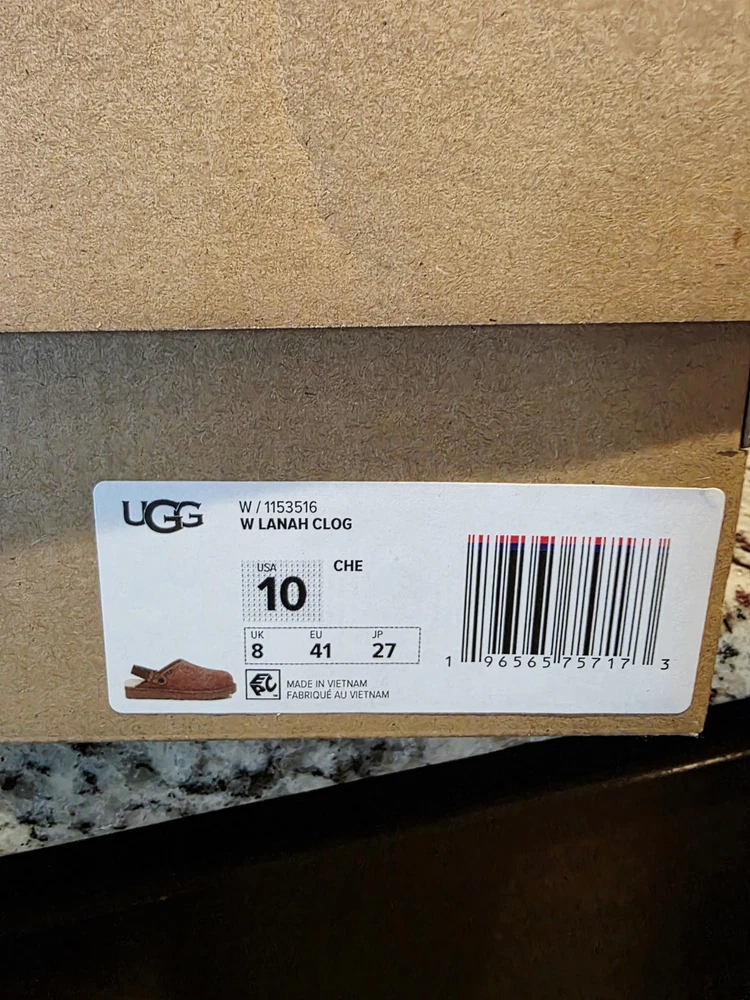 UGG
W / 1153516
W LANAH CLOG
USA
10
CHE
UK EU JP
8 41 27
MADE IN VIETNAM
FABRIQUÉ AU VIETNAM
1 96565 75717 3